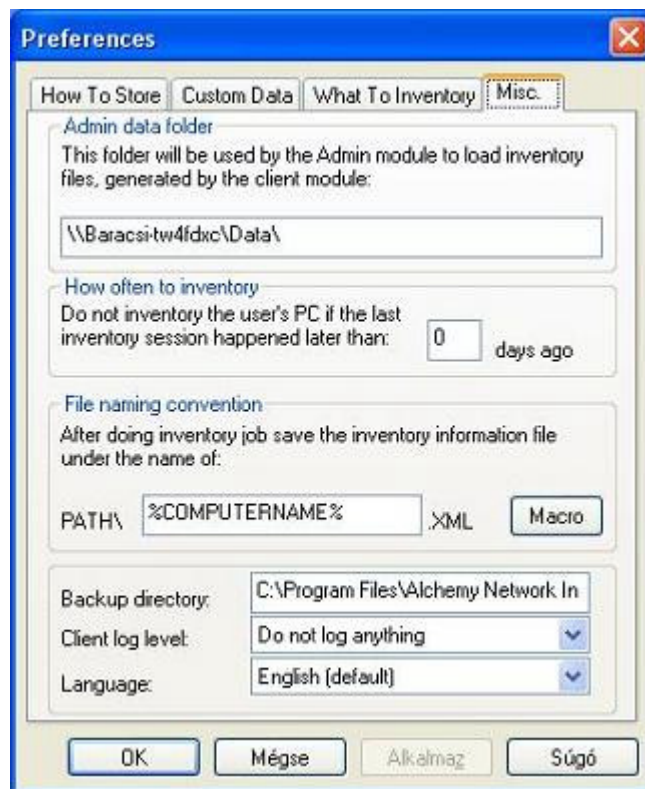 Preferences
How To Store Custom Data What To Inventory Misc.
Admin data folder
This folder will be used by the Admin module to load inventory
files, generated by the client module:
\\Baracsi-tw4fdxc\Data\
How often to inventory
Do not inventory the user's PC if the last
inventory session happened later than: 0 days ago
File naming convention
After doing inventory job save the inventory information file
under the name of:
PATH\ %COMPUTERNAME% .XML Macro
Backup directory: C:\Program Files\Alchemy Network In
Client log level: Do not log anything
Language: English (default)
OK Mégse Alkalmaz Súgó